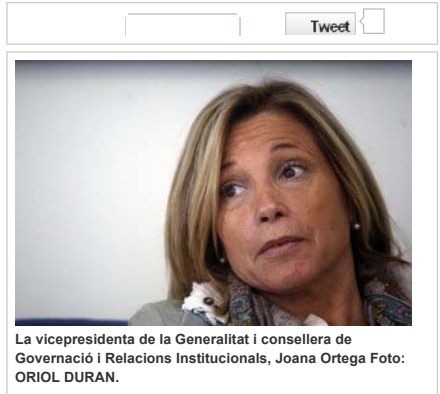 Tweet
La vicepresidenta de la Generalitat i consellera de
Governació i Relacions Institucionals, Joana Ortega Foto:
ORIOL DURAN.